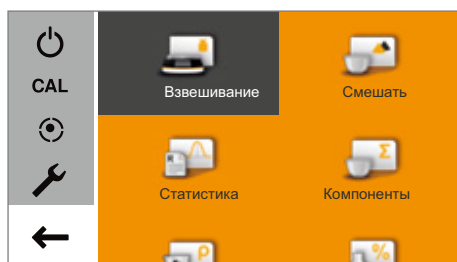 CAL
Взвешивание
Смешать
Σ
Статистика
Компоненты
ρ
%